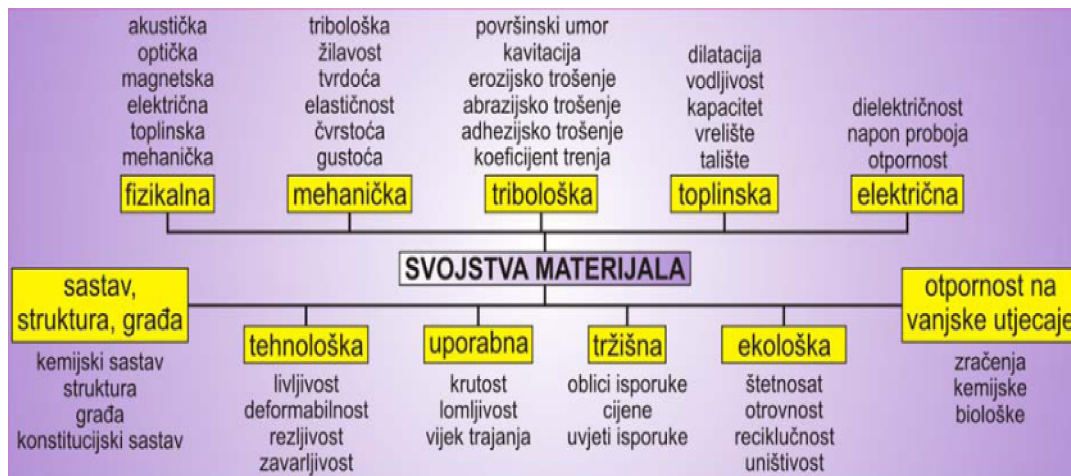 akustička
optička
magnetska
električna
toplinska
mehanička
fizikalna
tribološka
žilavost
tvrdoća
elastičnost
čvrstoća
gustoća
mehanička
površinski umor
kavitacija
erozijsko trošenje
abrazijsko trošenje
adhezijsko trošenje
koeficijent trenja
tribološka
dilatacija
vodljivost
kapacitet
vrelište
talište
toplinska
dielektričnost
napon proboja
otpornost
električna
SVOJSTVA MATERIJALA
sastav,
struktura, građa
kemijski sastav
struktura
građa
konstitucijski sastav
tehnološka
livljivost
deformabilnost
rezljivost
zavarljivost
uporabna
krutost
lomljivost
vijek trajanja
tržišna
oblici isporuke
cijene
uvjeti isporuke
ekološka
štetnosat
otrovnost
reciklučnost
uništivost
otpornost na
vanjske utjecaje
zračenja
kemijske
biološke